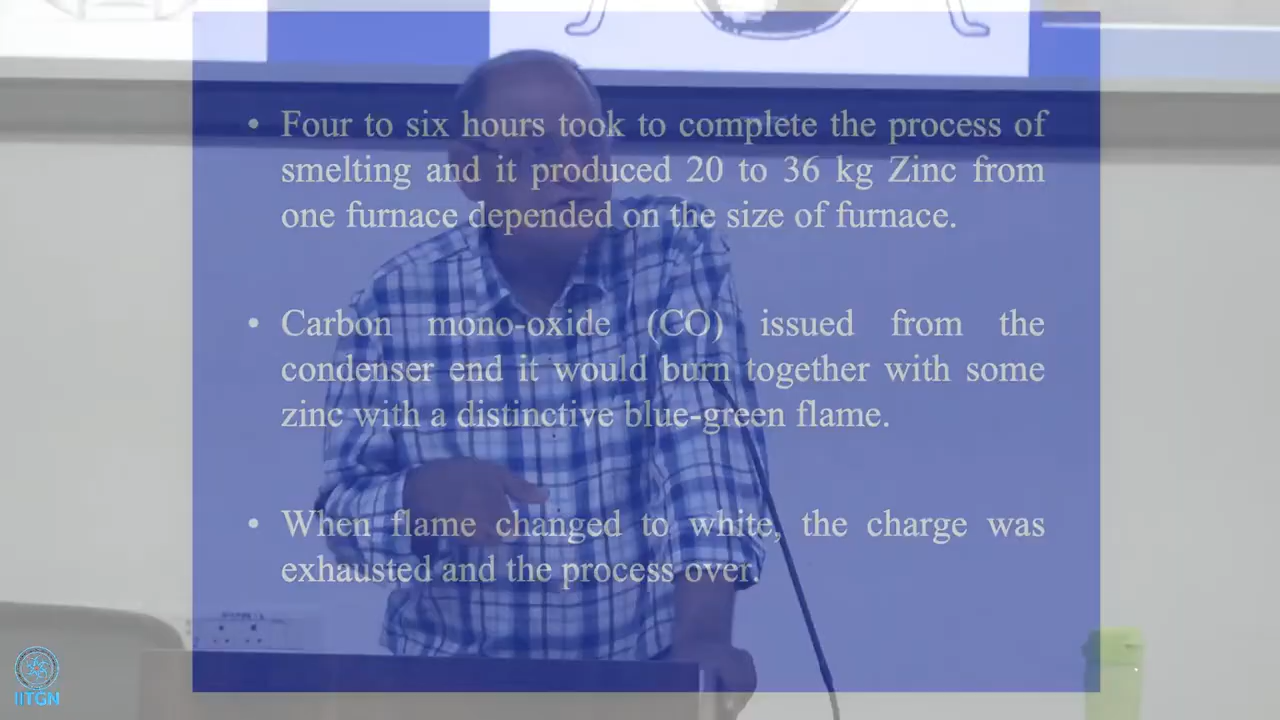 • Four to six hours took to complete the process of
smelting and it produced 20 to 36 kg Zinc from
one furnace depended on the size of furnace.
• Carbon mono-oxide (CO) issued from the
condenser end it would burn together with some
zinc with a distinctive blue-green flame.
• When flame changed to white, the charge was
exhausted and the process over.
IITGN